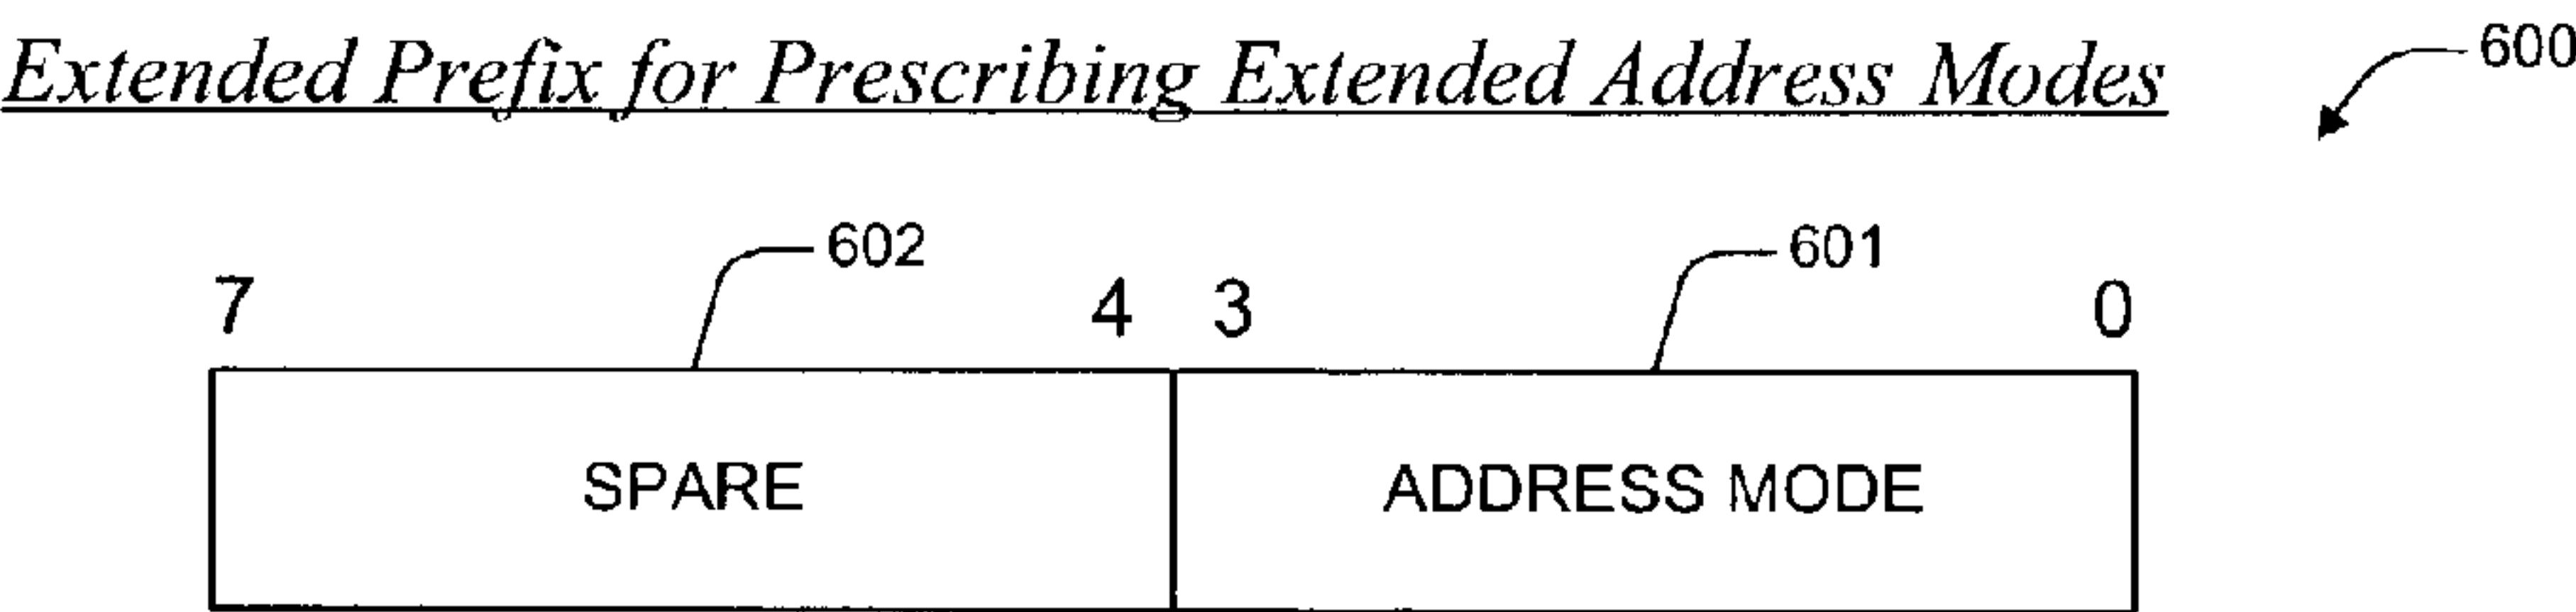 Extended Prefix for Prescribing Extended Address Modes
600
602
601
7 4 3 0
SPARE ADDRESS MODE